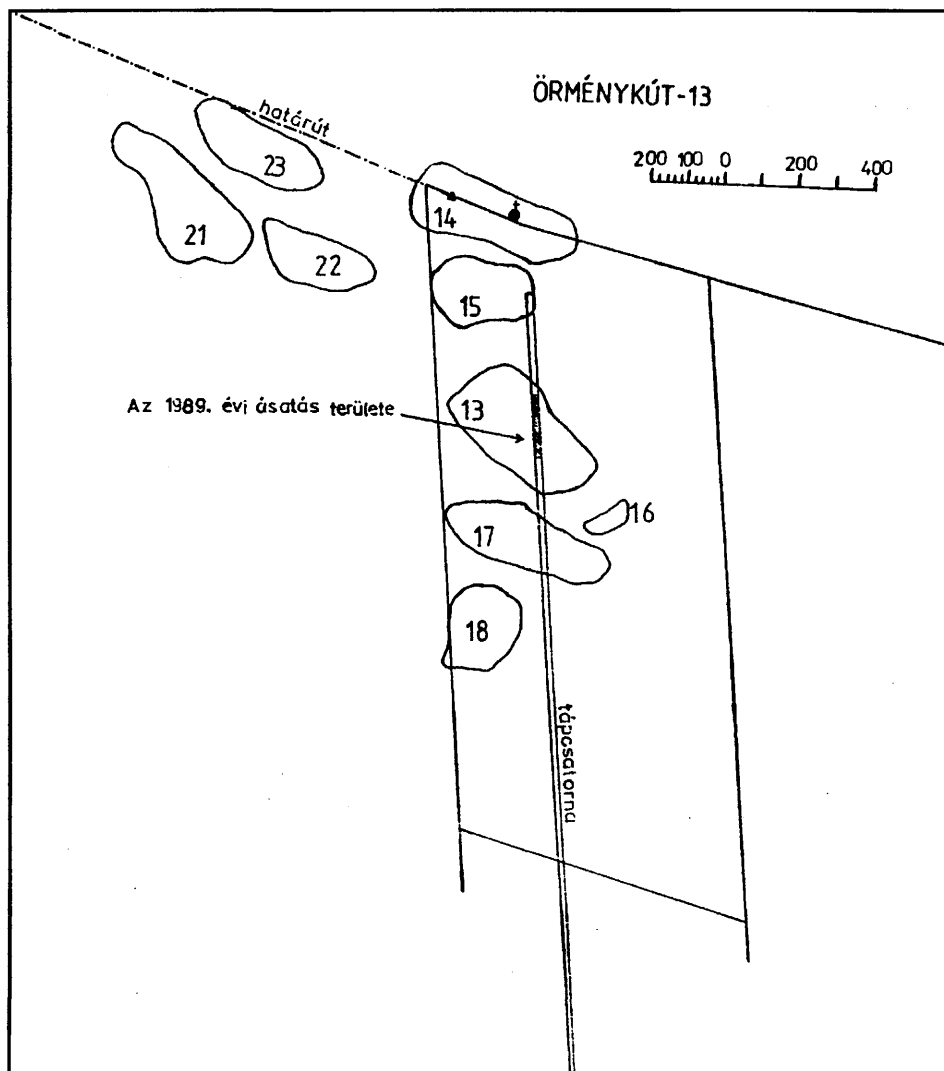 ÖRMÉNYKÚT-13
határút
200 100 0 200 400
23
21
22
14
15
Az 1989. évi ásatás területe
13
16
17
18
tápcsatorna